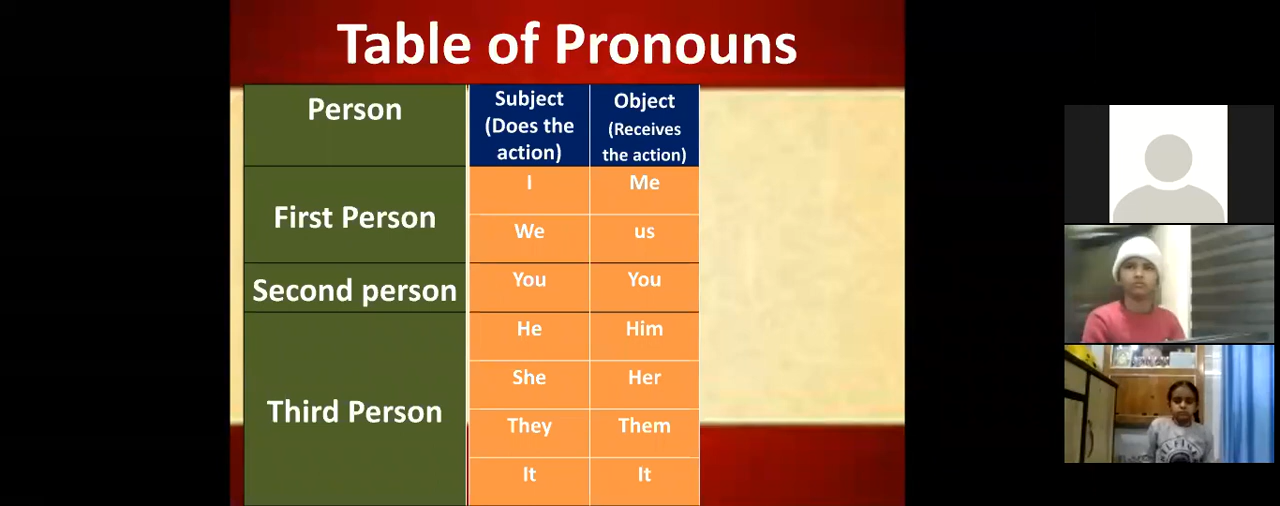 Table of Pronouns
Person
Subject
(Does the
action)
Object
(Receives
the action)
First Person
I
Me
We
us
Second person
You
You
Third Person
He
Him
She
Her
They
Them
It
It